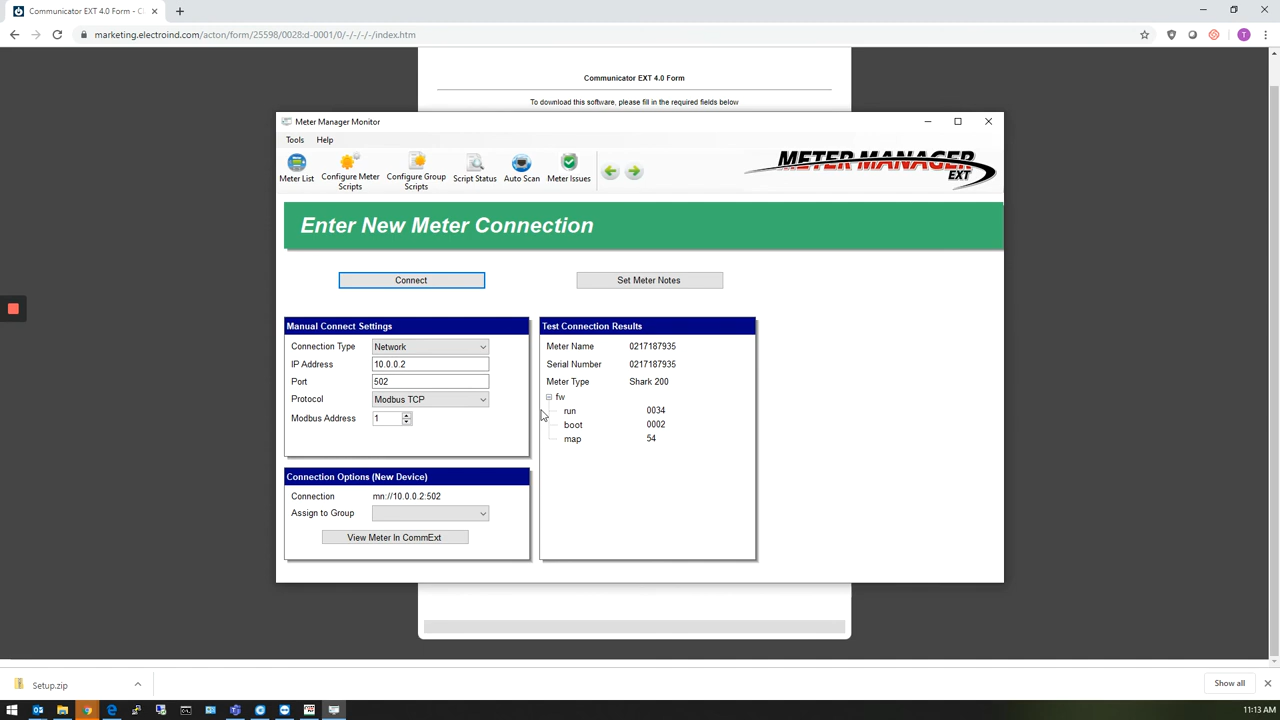 Communicator EXT 4.0 Form - Cl
marketing.electroind.com/acton/form/25598/0028:d-0001/0/-/-/-/-/index.htm
T
Communicator EXT 4.0 Form
To download this software, please fill in the required fields below
Meter Manager Monitor
Tools Help
Meter List
Configure Meter Scripts
Configure Group Scripts
Script Status
Auto Scan
Meter Issues
METER MANAGER
EXT
Enter New Meter Connection
Connect
Set Meter Notes
Manual Connect Settings
Connection Type Network
IP Address 10.0.0.2
Port 502
Protocol Modbus TCP
Modbus Address 1
Test Connection Results
Meter Name 0217187935
Serial Number 0217187935
Meter Type Shark 200
fw
run 0034
boot 0002
map 54
Connection Options (New Device)
Connection mn://10.0.0.2:502
Assign to Group
View Meter In CommExt
Setup.zip
Show all
11:13 AM